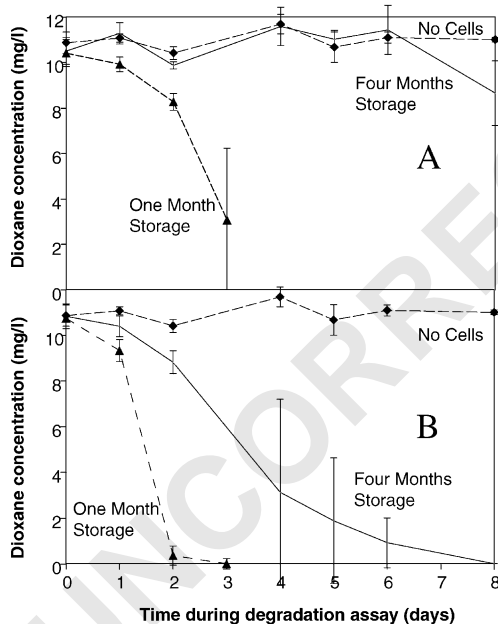 12
10
8
6
4
2
0
Dioxane concentration (mg/l)
No Cells
Four Months
Storage
A
One Month
Storage
10
8
6
4
2
0
Dioxane concentration (mg/l)
No Cells
B
Four Months
Storage
One Month
Storage
0 1 2 3 4 5 6 8
Time during degradation assay (days)
UNCORRE